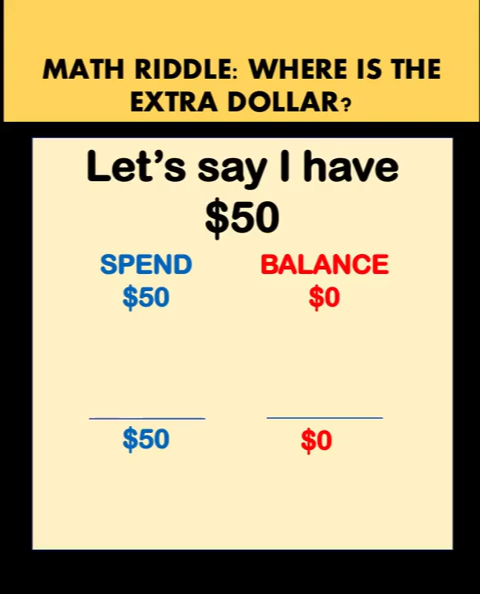 MATH RIDDLE: WHERE IS THE
EXTRA DOLLAR?
Let's say I have
$50
SPEND BALANCE
$50 $0
$50 $0